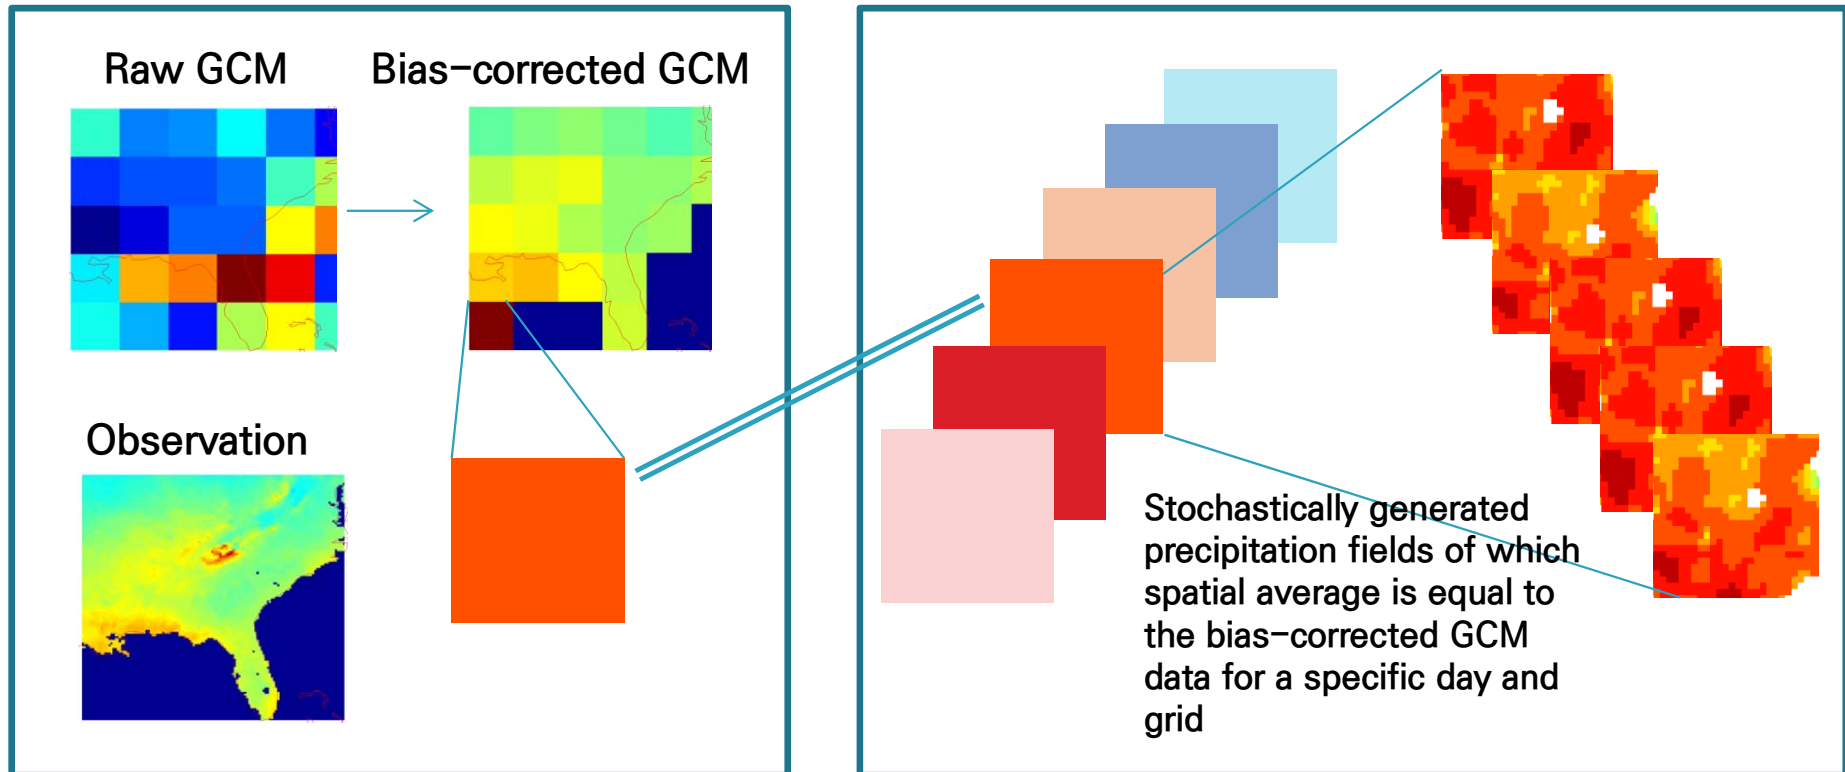 Raw GCM
Bias-corrected GCM
Observation
Stochastically generated
precipitation fields of which
spatial average is equal to
the bias-corrected GCM
data for a specific day and
grid